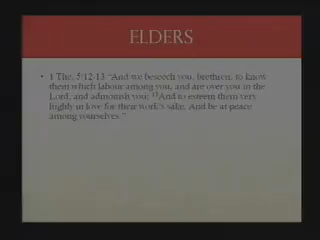 ELDERS
• 1 The. 5:12-13 "And we beseech you, brethren, to know
them which labour among you, and are over you in the
Lord, and admonish you; 13And to esteem them very
highly in love for their work's sake. And be at peace
among yourselves."